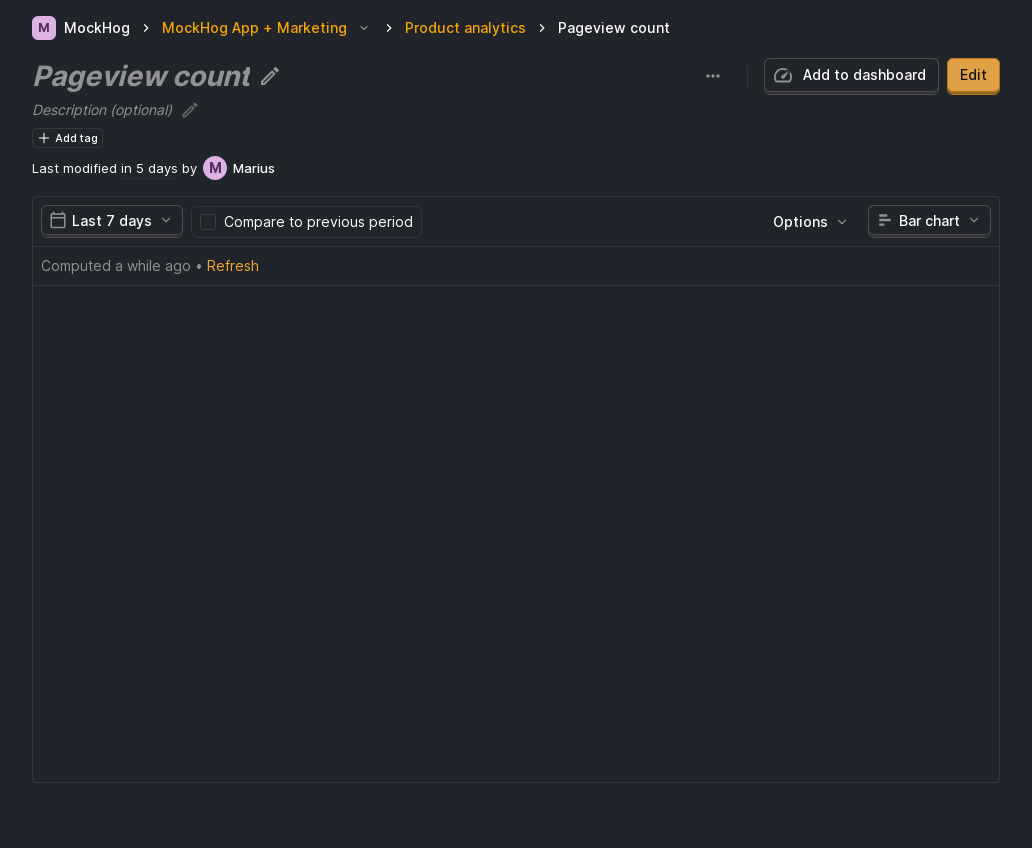 M MockHog MockHog App + Marketing Product analytics Pageview count
Pageview count
Add to dashboard Edit
Description (optional)
Add tag
Last modified in 5 days by M Marius
Last 7 days Compare to previous period Options Bar chart
Computed a while ago • Refresh